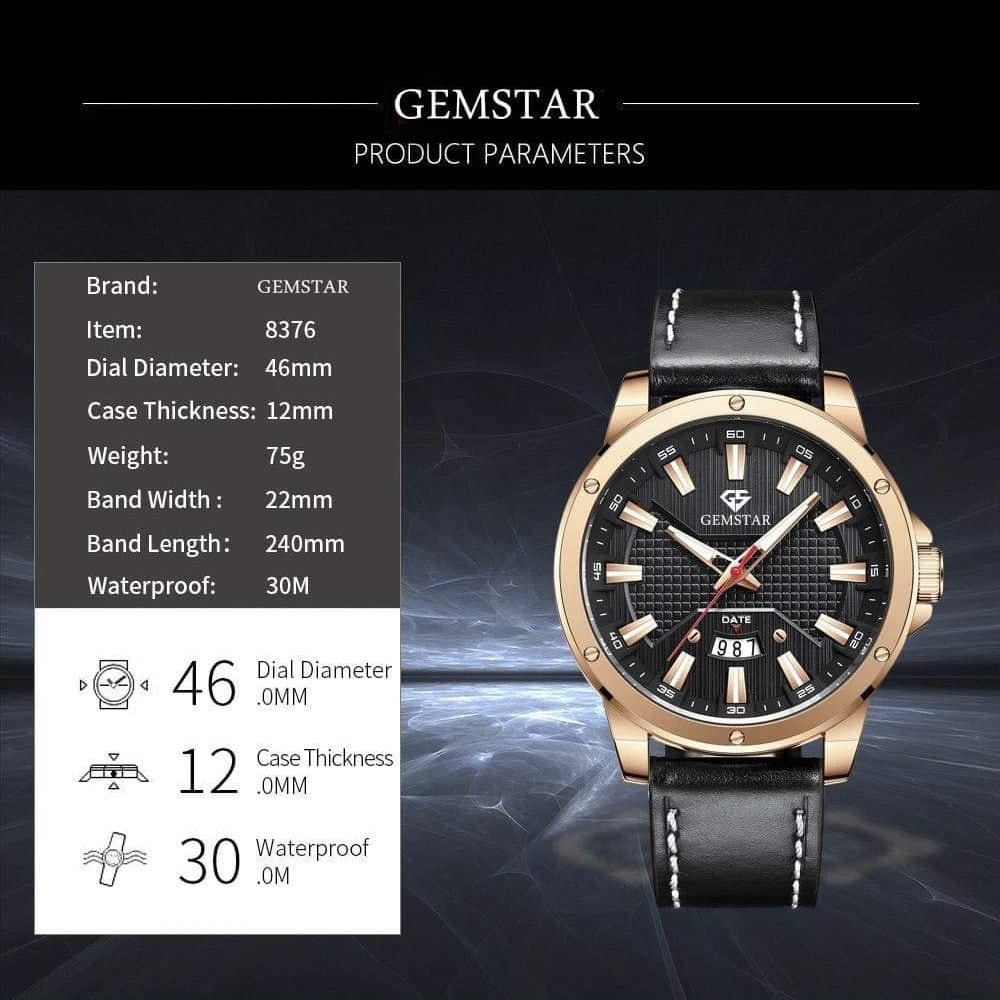 GEMSTAR
PRODUCT PARAMETERS
Brand: GEMSTAR
Item: 8376
Dial Diameter: 46mm
Case Thickness: 12mm
Weight: 75g
Band Width : 22mm
Band Length: 240mm
Waterproof: 30M
46 Dial Diameter
.0MM
12 Case Thickness
.0MM
30 Waterproof
.0M
60
05
10
15
20
25
30
35
40
45
50
55
GS
GEMSTAR
DATE
987